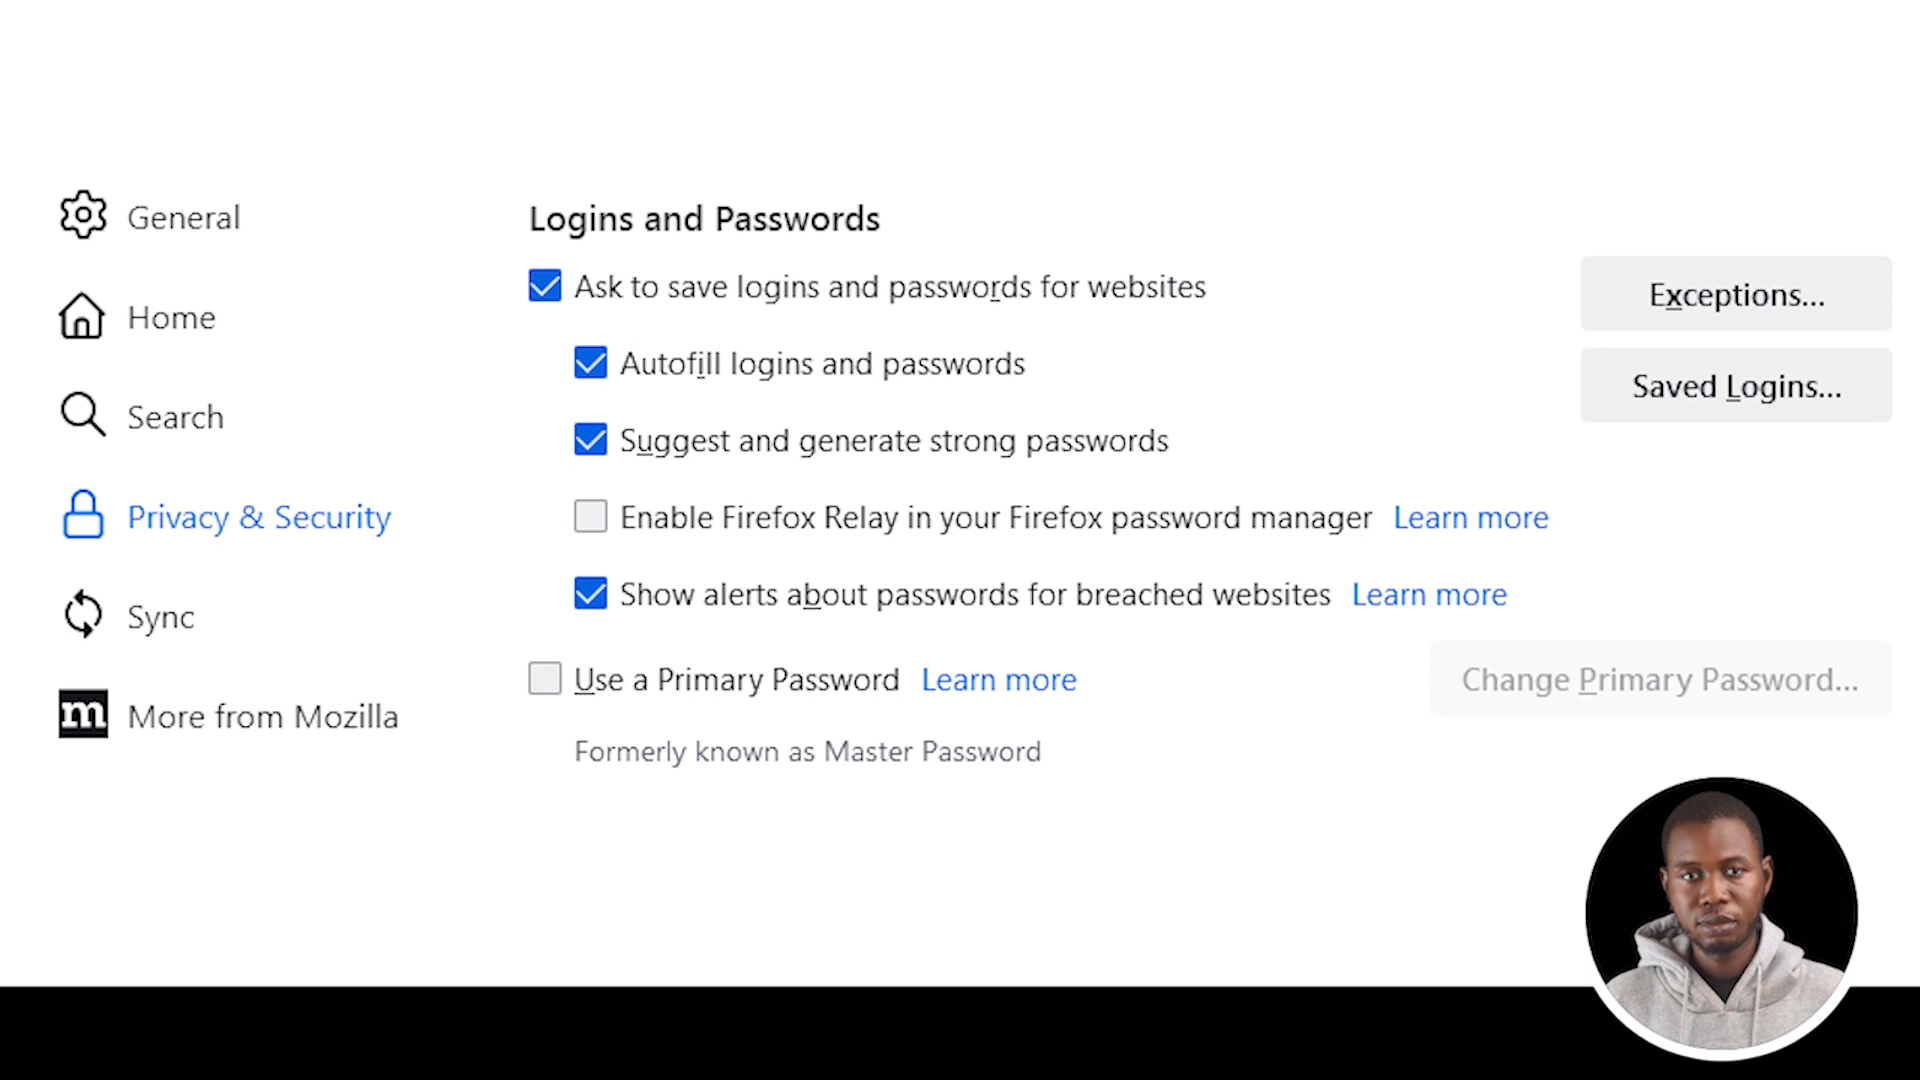 General
Home
Search
Privacy & Security
Sync
m
More from Mozilla
Logins and Passwords
Ask to save logins and passwords for websites
Exceptions...
Autofill logins and passwords
Saved Logins...
Suggest and generate strong passwords
Enable Firefox Relay in your Firefox password manager Learn more
Show alerts about passwords for breached websites Learn more
Use a Primary Password Learn more
Change Primary Password...
Formerly known as Master Password